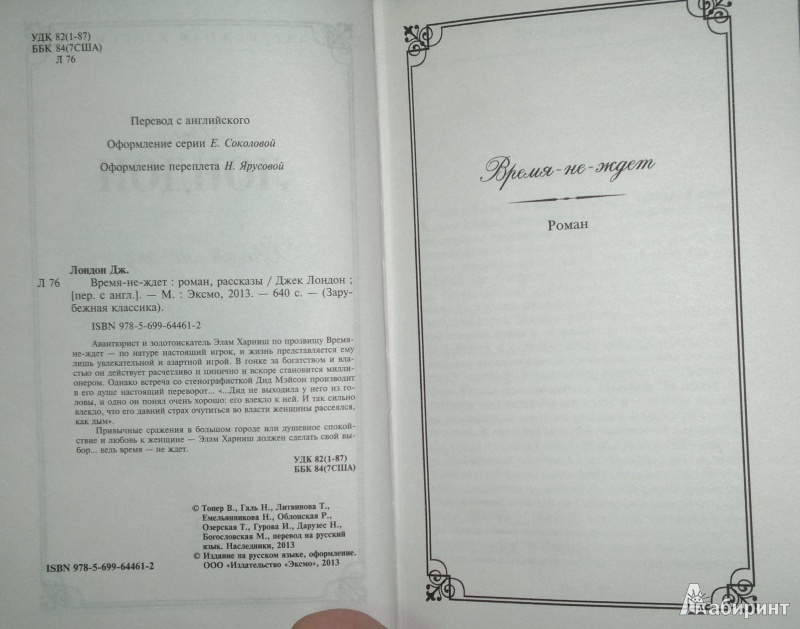 УДК 82(1-87)
ББК 84(7США)
Л 76
Перевод с английского
Оформление серии Е. Соколовой
Оформление переплета Н. Ярусовой
Лондон Дж.
Л 76 Время-не-ждет : роман, рассказы / Джек Лондон ;
[пер. с англ.]. — М. : Эксмо, 2013. — 640 с. — (Зару-
бежная классика).
ISBN 978-5-699-64461-2
Авантюрист и золотоискатель Элам Харниш по прозвищу Время-
не-ждет — по натуре настоящий игрок, и жизнь представляется ему
лишь увлекательной и азартной игрой. В гонке за богатством и вла-
стью он действует расчетливо и цинично и вскоре становится милли-
онером. Однако встреча со стенографисткой Дид Мэйсон производит
в его душе настоящий переворот... «...Дид не выходила у него из го-
ловы, и одно он понял очень хорошо: его влекло к ней. И так сильно
влекло, что его давний страх очутиться во власти женщины рассеялся,
как дым».
Привычные сражения в большом городе или душевное спокой-
ствие и любовь к женщине — Элам Харниш должен сделать свой вы-
бор... ведь время — не ждет.
УДК 82(1-87)
ББК 84(7США)
© Топер В., Галь Н., Литвинова Т.,
Емельянникова Н., Облонская Р.,
Озерская Т., Гурова И., Дарузес Н.,
Богословская М., перевод на русский
язык. Наследники, 2013
© Издание на русском языке, оформление.
ООО «Издательство «Эксмо», 2013
ISBN 978-5-699-64461-2
Время-не-ждет
Роман
Лабиринт